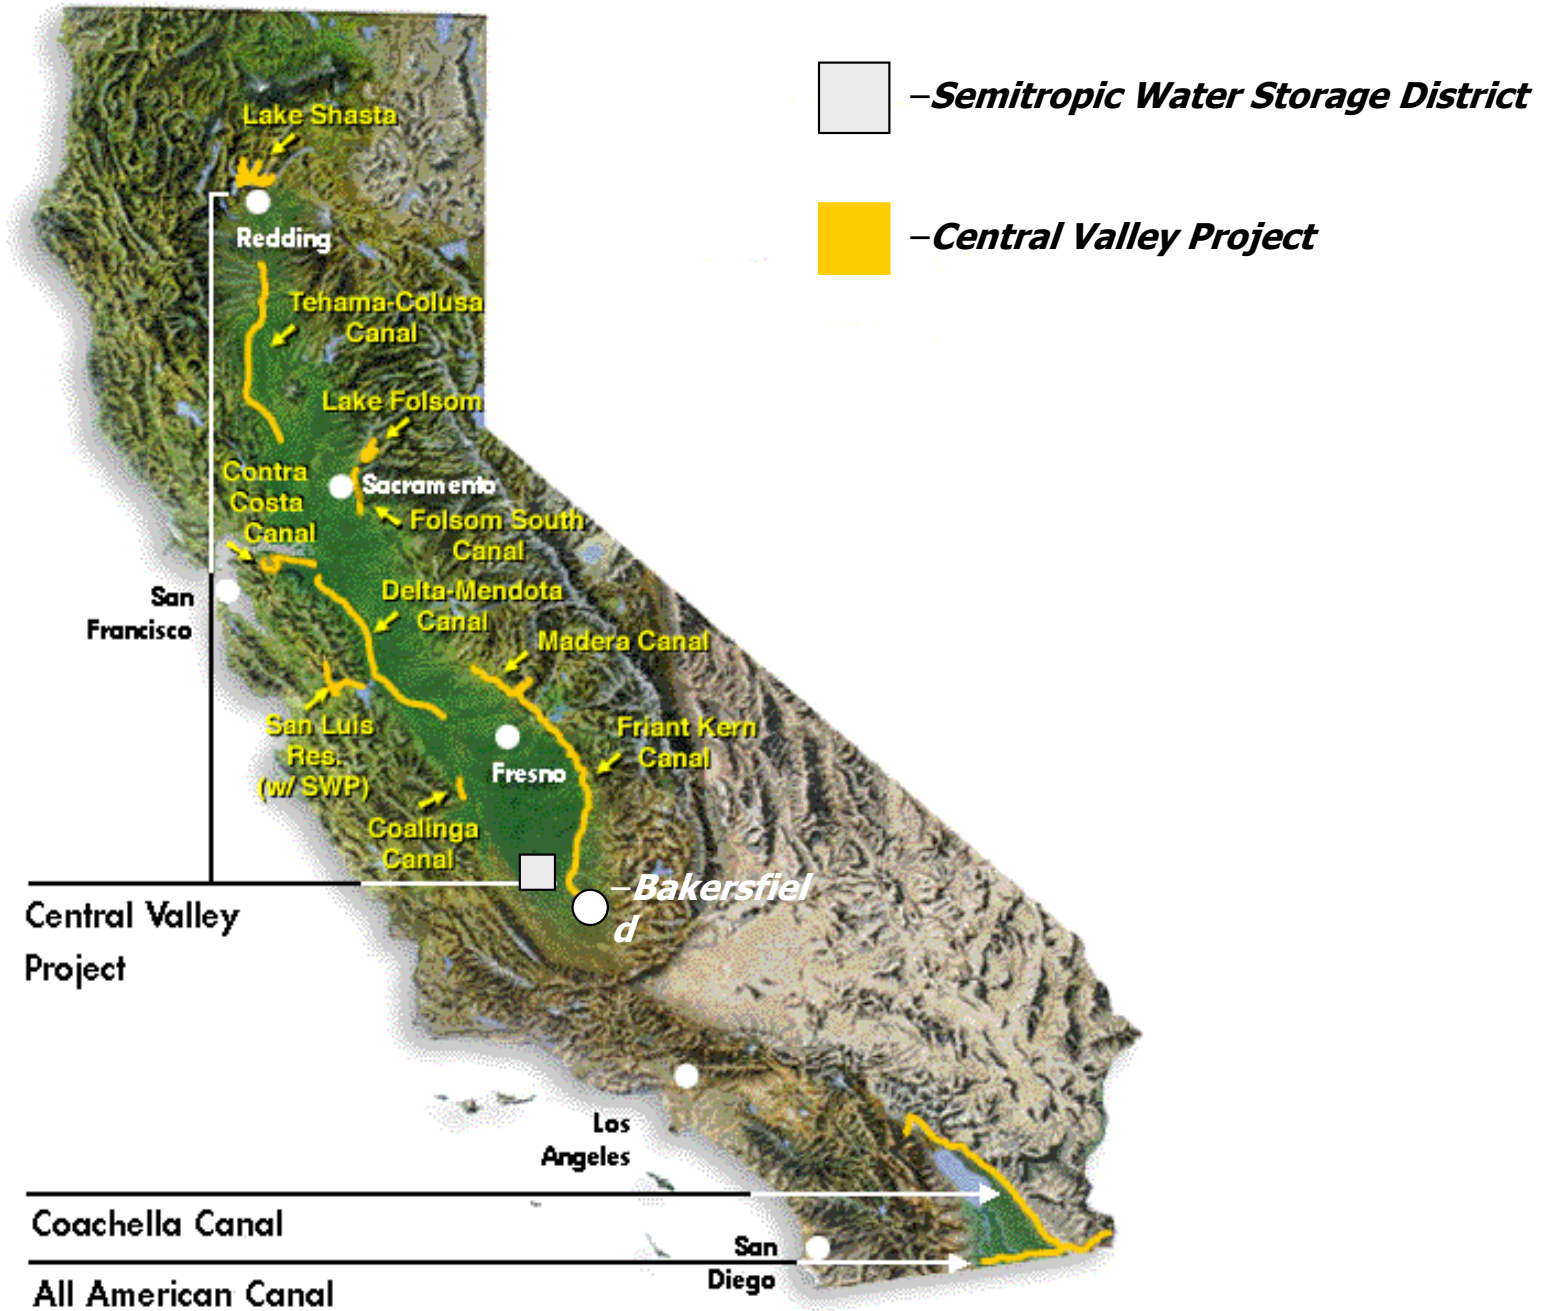 –Semitropic Water Storage District
–Central Valley Project
Lake Shasta
Redding
Tehama-Colusa
Canal
Lake Folsom
Contra
Costa
Canal
Sacramento
Folsom South
Canal
San
Francisco
Delta-Mendota
Canal
Madera Canal
San Luis
Res.
(w/ SWP)
Friant Kern
Canal
Fresno
Coalinga
Canal
–Bakersfiel
d
Central Valley
Project
Los
Angeles
Coachella Canal
San
Diego
All American Canal